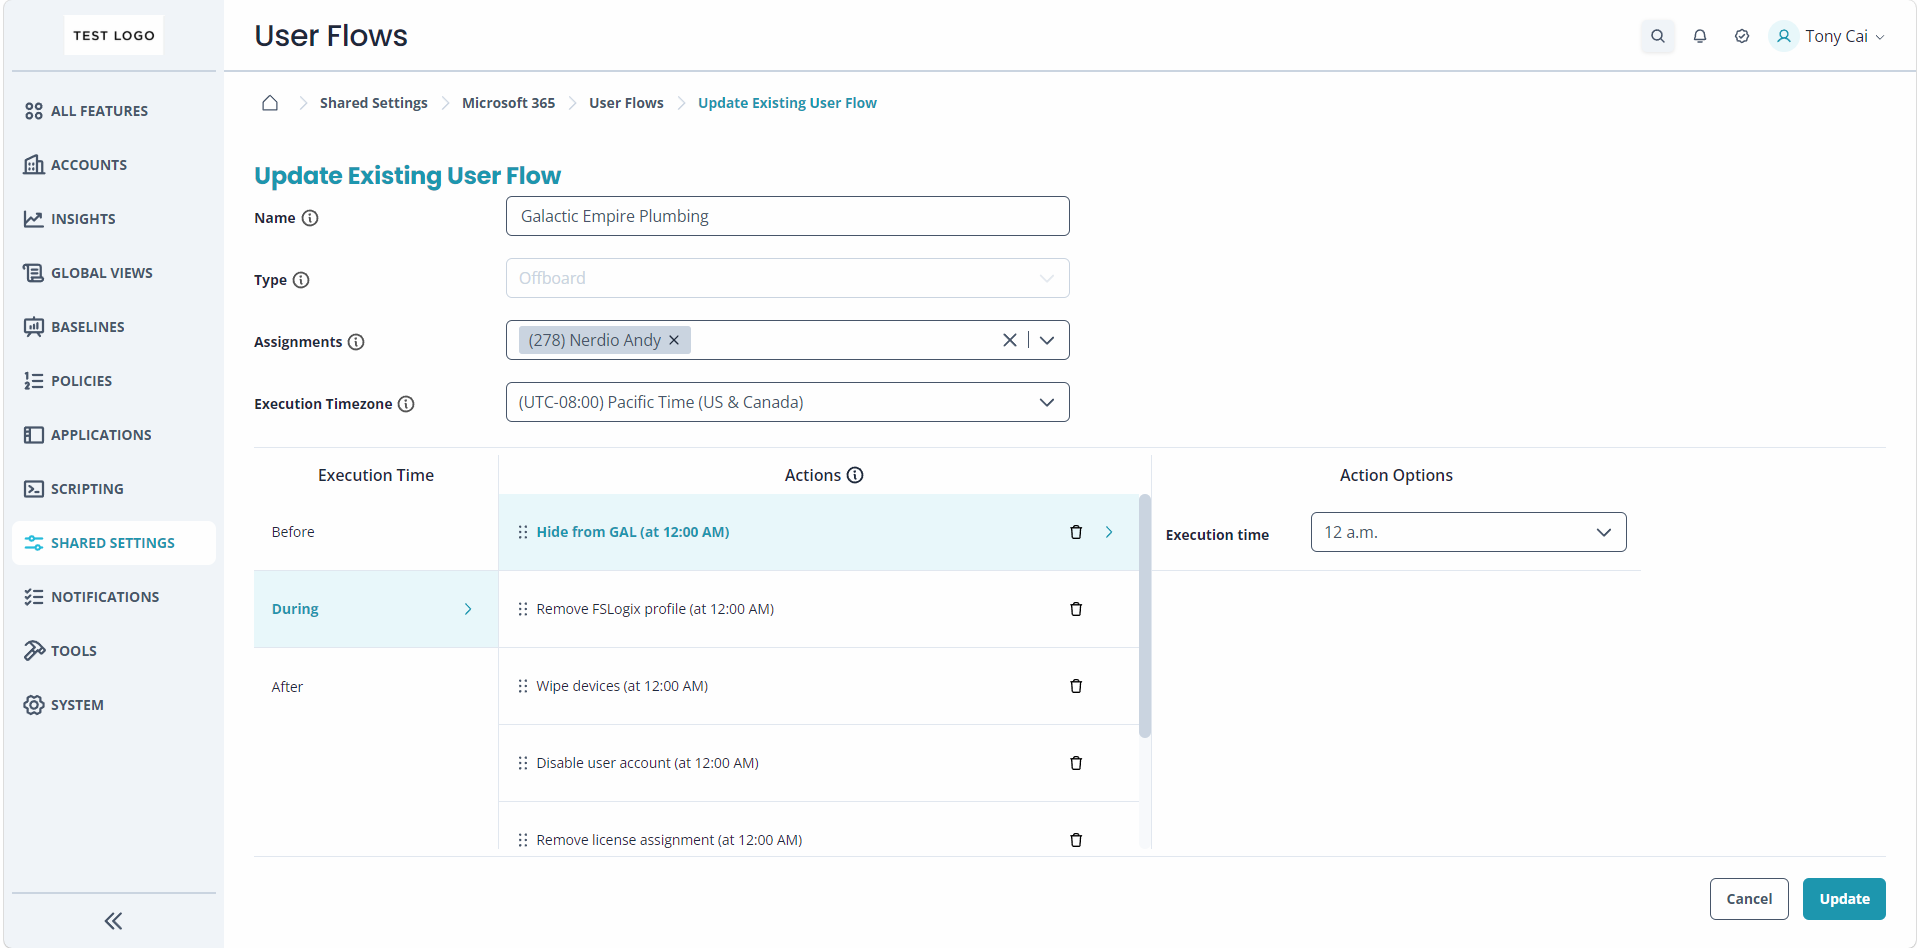 TEST LOGO
User Flows
Tony Cai
ALL FEATURES
ACCOUNTS
INSIGHTS
GLOBAL VIEWS
BASELINES
POLICIES
APPLICATIONS
SCRIPTING
SHARED SETTINGS
NOTIFICATIONS
TOOLS
SYSTEM
Shared Settings
Microsoft 365
User Flows
Update Existing User Flow
Update Existing User Flow
Name
Galactic Empire Plumbing
Type
Offboard
Assignments
(278) Nerdio Andy
Execution Timezone
(UTC-08:00) Pacific Time (US & Canada)
Execution Time
Actions
Action Options
Before
During
After
Hide from GAL (at 12:00 AM)
Remove FSLogix profile (at 12:00 AM)
Wipe devices (at 12:00 AM)
Disable user account (at 12:00 AM)
Remove license assignment (at 12:00 AM)
Execution time
12 a.m.
Cancel
Update